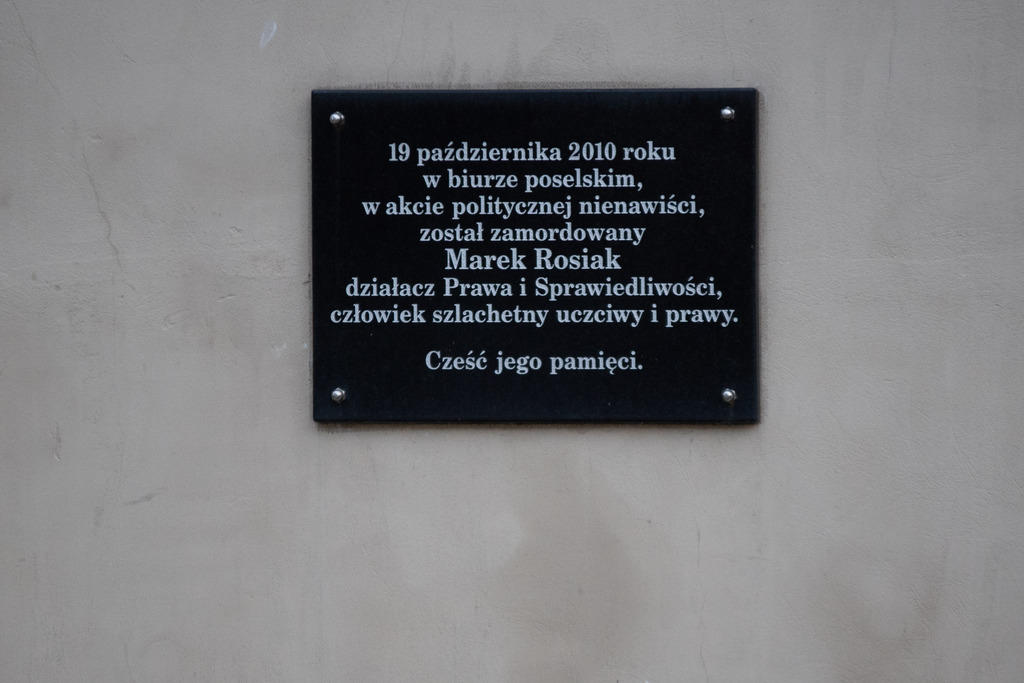 19 października 2010 roku
w biurze poselskim,
w akcie politycznej nienawiści,
został zamordowany
Marek Rosiak
działacz Prawa i Sprawiedliwości,
człowiek szlachetny uczciwy i prawy.
Cześć jego pamięci.